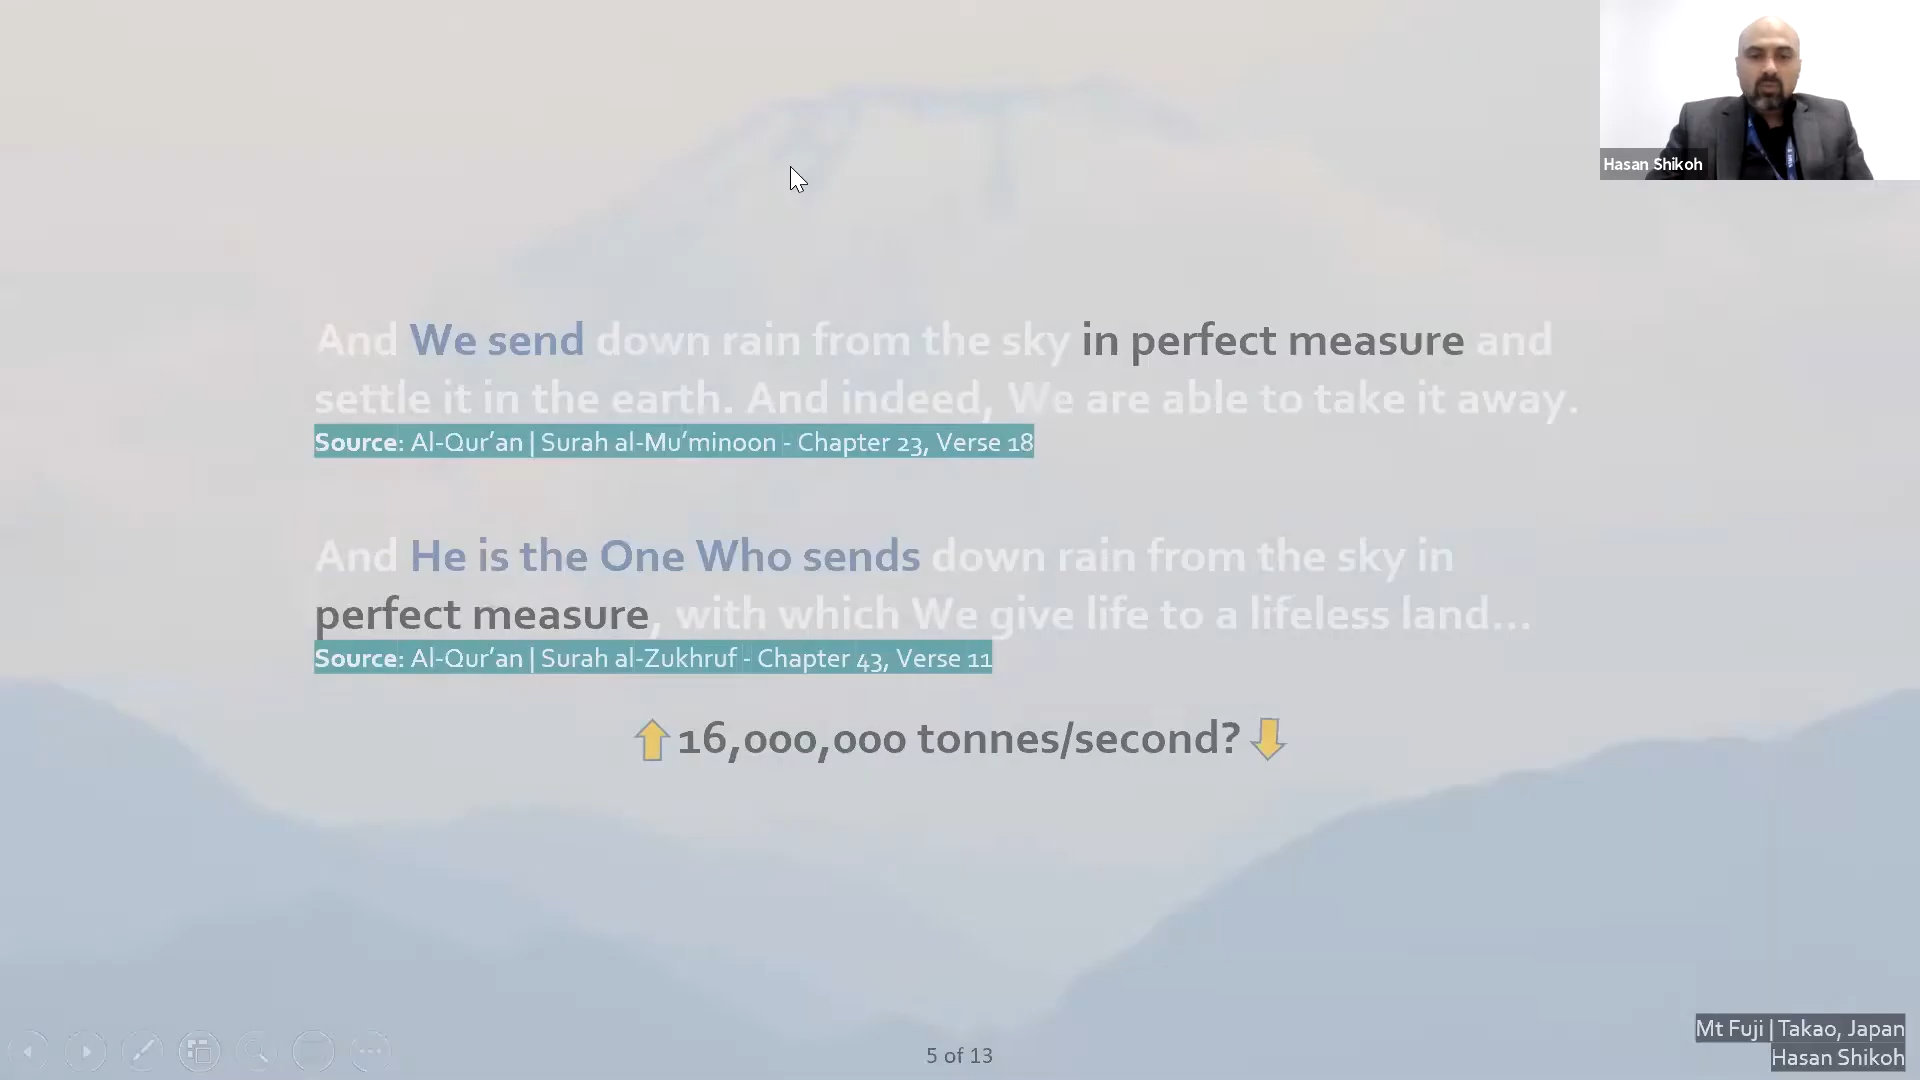 Hasan Shikoh
And We send down rain from the sky in perfect measure and
settle it in the earth. And indeed, We are able to take it away.
Source: Al-Qur’an | Surah al-Mu’minoon - Chapter 23, Verse 18
And He is the One Who sends down rain from the sky in
perfect measure, with which We give life to a lifeless land...
Source: Al-Qur’an | Surah al-Zukhruf - Chapter 43, Verse 11
16,000,000 tonnes/second?
5 of 13
Mt Fuji | Takao, Japan
Hasan Shikoh